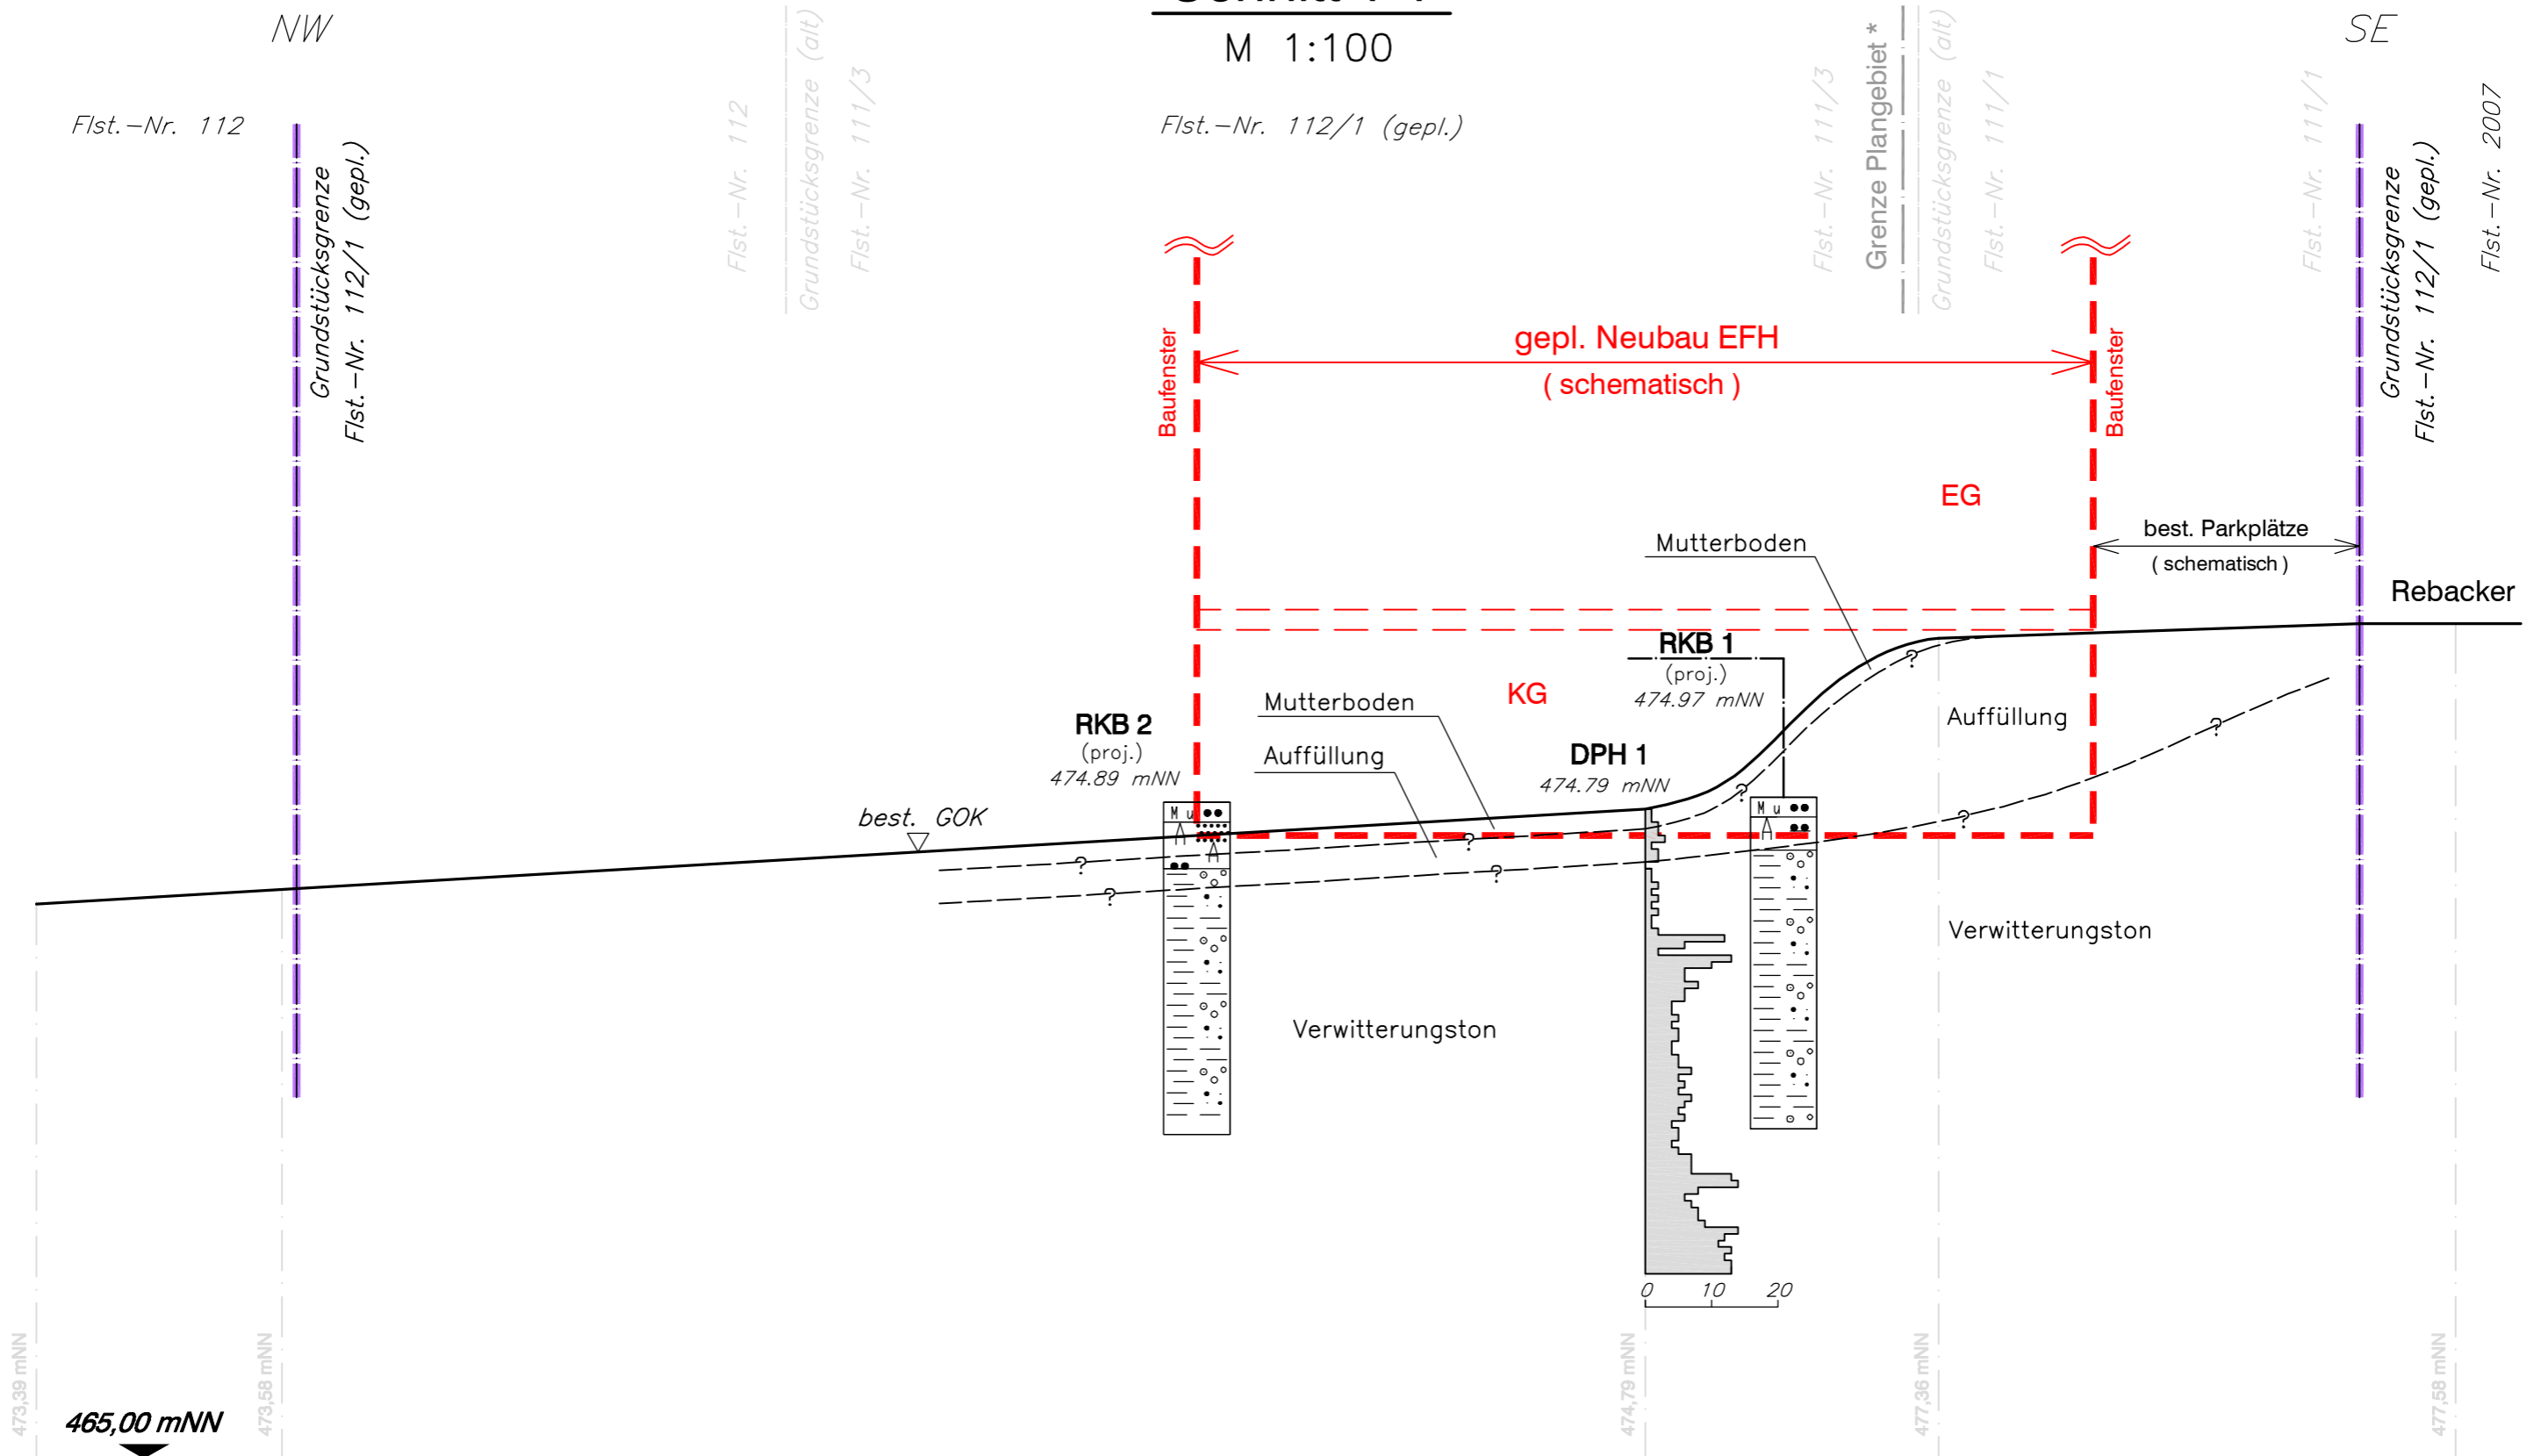 NW
M 1:100
SE
Flst.-Nr. 112
Grundstücksgrenze
Flst.-Nr. 112/1 (gepl.)
Flst.-Nr. 112
Grundstücksgrenze (alt)
Flst.-Nr. 111/3
Flst.-Nr. 112/1 (gepl.)
Flst.-Nr. 111/3
Grenze Plangebiet *
Grundstücksgrenze (alt)
Flst.-Nr. 111/1
Flst.-Nr. 111/1
Grundstücksgrenze
Flst.-Nr. 112/1 (gepl.)
Flst.-Nr. 2007
Baufenster
gepl. Neubau EFH
( schematisch )
Baufenster
EG
best. Parkplätze
( schematisch )
Mutterboden
Rebacker
RKB 1
(proj.)
474.97 mNN
KG
Mutterboden
Auffüllung
RKB 2
(proj.)
474.89 mNN
Auffüllung
DPH 1
474.79 mNN
best. GOK
Mu
A
A
Mu
A
?
?
?
?
?
?
?
?
Verwitterungston
Verwitterungston
0 10 20
473,39 mNN
473,58 mNN
474,79 mNN
477,36 mNN
477,58 mNN
465,00 mNN